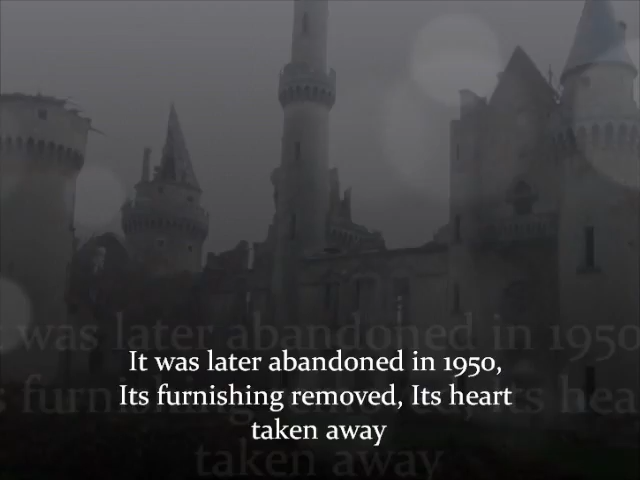 It was later abandoned in 1950,
Its furnishing removed, Its heart
taken away